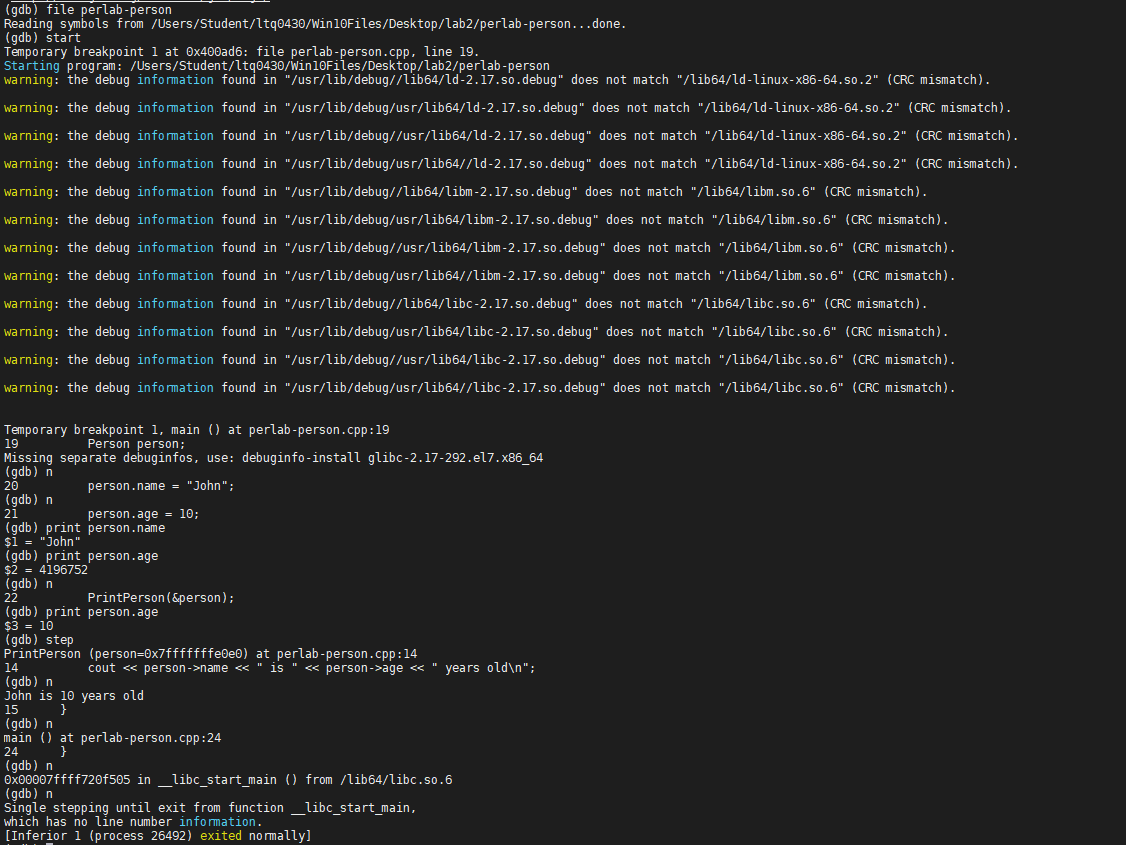 (gdb) file perlab-person
Reading symbols from /Users/Student/ltq0430/Win10Files/Desktop/lab2/perlab-person...done.
(gdb) start
Temporary breakpoint 1 at 0x400ad6: file perlab-person.cpp, line 19.
Starting program: /Users/Student/ltq0430/Win10Files/Desktop/lab2/perlab-person
warning: the debug information found in "/usr/lib/debug//lib64/ld-2.17.so.debug" does not match "/lib64/ld-linux-x86-64.so.2" (CRC mismatch).
warning: the debug information found in "/usr/lib/debug/usr/lib64/ld-2.17.so.debug" does not match "/lib64/ld-linux-x86-64.so.2" (CRC mismatch).
warning: the debug information found in "/usr/lib/debug//usr/lib64/ld-2.17.so.debug" does not match "/lib64/ld-linux-x86-64.so.2" (CRC mismatch).
warning: the debug information found in "/usr/lib/debug/usr/lib64//ld-2.17.so.debug" does not match "/lib64/ld-linux-x86-64.so.2" (CRC mismatch).
warning: the debug information found in "/usr/lib/debug//lib64/libm-2.17.so.debug" does not match "/lib64/libm.so.6" (CRC mismatch).
warning: the debug information found in "/usr/lib/debug/usr/lib64/libm-2.17.so.debug" does not match "/lib64/libm.so.6" (CRC mismatch).
warning: the debug information found in "/usr/lib/debug//usr/lib64/libm-2.17.so.debug" does not match "/lib64/libm.so.6" (CRC mismatch).
warning: the debug information found in "/usr/lib/debug/usr/lib64//libm-2.17.so.debug" does not match "/lib64/libm.so.6" (CRC mismatch).
warning: the debug information found in "/usr/lib/debug//lib64/libc-2.17.so.debug" does not match "/lib64/libc.so.6" (CRC mismatch).
warning: the debug information found in "/usr/lib/debug/usr/lib64/libc-2.17.so.debug" does not match "/lib64/libc.so.6" (CRC mismatch).
warning: the debug information found in "/usr/lib/debug//usr/lib64/libc-2.17.so.debug" does not match "/lib64/libc.so.6" (CRC mismatch).
warning: the debug information found in "/usr/lib/debug/usr/lib64//libc-2.17.so.debug" does not match "/lib64/libc.so.6" (CRC mismatch).
Temporary breakpoint 1, main () at perlab-person.cpp:19
19          Person person;
Missing separate debuginfos, use: debuginfo-install glibc-2.17-292.el7.x86_64
(gdb) n
20          person.name = "John";
(gdb) n
21          person.age = 10;
(gdb) print person.name
$1 = "John"
(gdb) print person.age
$2 = 4196752
(gdb) n
22          PrintPerson(&person);
(gdb) print person.age
$3 = 10
(gdb) step
PrintPerson (person=0x7fffffffe0e0) at perlab-person.cpp:14
14          cout << person->name << " is " << person->age << " years old\n";
(gdb) n
John is 10 years old
15      }
(gdb) n
main () at perlab-person.cpp:24
24      }
(gdb) n
0x00007ffff720f505 in __libc_start_main () from /lib64/libc.so.6
(gdb) n
Single stepping until exit from function __libc_start_main,
which has no line number information.
[Inferior 1 (process 26492) exited normally]